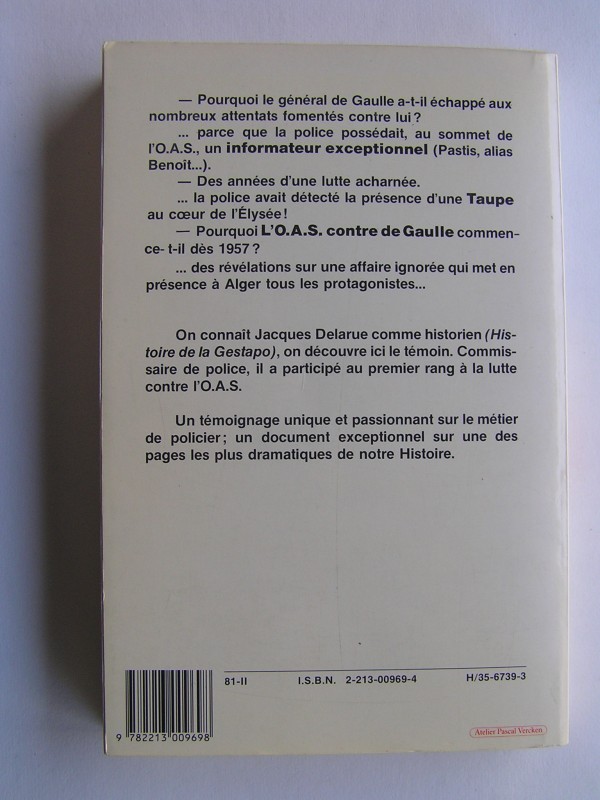 — Pourquoi le général de Gaulle a-t-il échappé aux
nombreux attentats fomentés contre lui ?
... parce que la police possédait, au sommet de
l'O.A.S., un informateur exceptionnel (Pastis, alias
Benoit...).
— Des années d'une lutte acharnée.
... la police avait détecté la présence d'une Taupe
au cœur de l'Élysée !
— Pourquoi L'O.A.S. contre de Gaulle commen-
ce- t-il dès 1957 ?
... des révélations sur une affaire ignorée qui met en
présence à Alger tous les protagonistes...
On connaît Jacques Delarue comme historien (His-
toire de la Gestapo), on découvre ici le témoin. Commis-
saire de police, il a participé au premier rang à la lutte
contre l'O.A.S.
Un témoignage unique et passionnant sur le métier
de policier ; un document exceptionnel sur une des
pages les plus dramatiques de notre Histoire.
81-II I.S.B.N. 2-213-00969-4 H/35-6739-3
9 782213 009698
Atelier Pascal Vercken